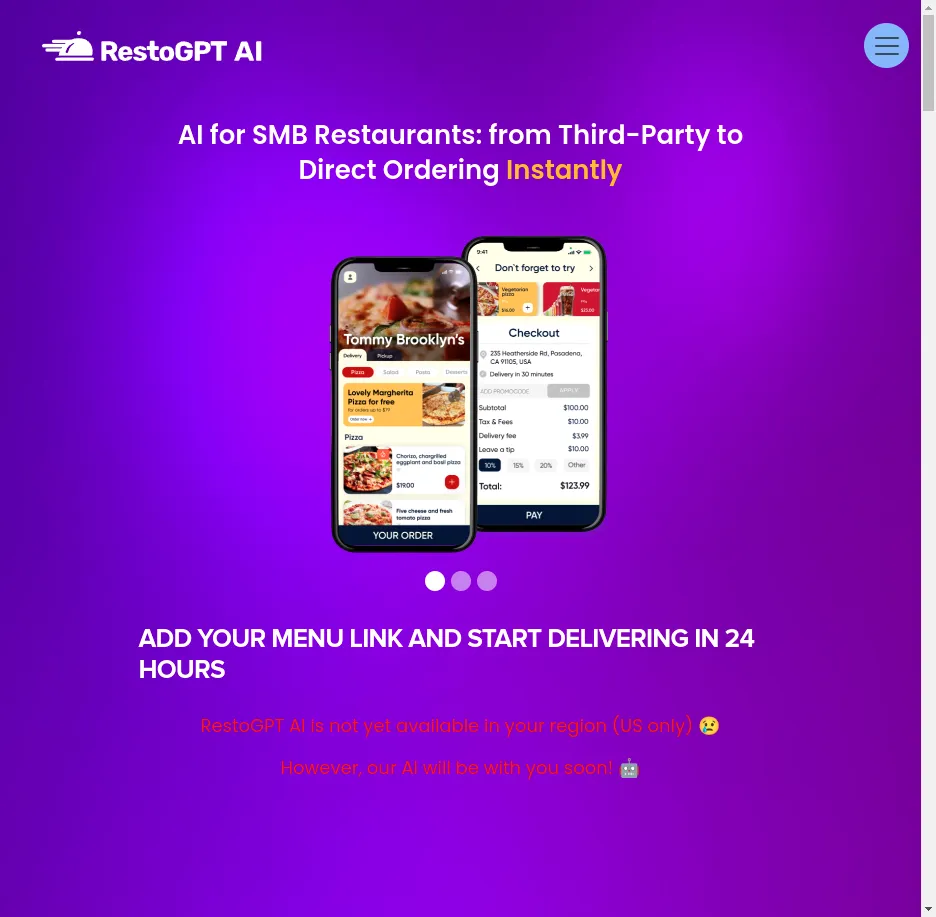 RestoGPT AI
AI for SMB Restaurants: from Third-Party to
Direct Ordering Instantly
9:41
Don`t forget to try
Vegetarian
pizza
$16.00
$25.00
Tommy Brooklyn's
Delivery
Pickup
Pizza
Salad
Pasta
Desserts
Lovely Margherita
Pizza for free
for orders up to $79
Order now
Pizza
Chorizo, chargrilled
eggplant and basil pizza
$19.00
Five cheese and fresh
tomato pizza
YOUR ORDER
Checkout
235 Heatherside Rd, Pasadena,
CA 91105, USA
Delivery in 30 minutes
ADD PROMOCODE
APPLY
Subtotal
$100.00
Tax & Fees
$10.00
Delivery fee
$3.99
Leave a tip
$10.00
10%
15%
20%
Other
Total:
$123.99
PAY
ADD YOUR MENU LINK AND START DELIVERING IN 24
HOURS
RestoGPT AI is not yet available in your region (US only) 😢
However, our AI will be with you soon! 🤖